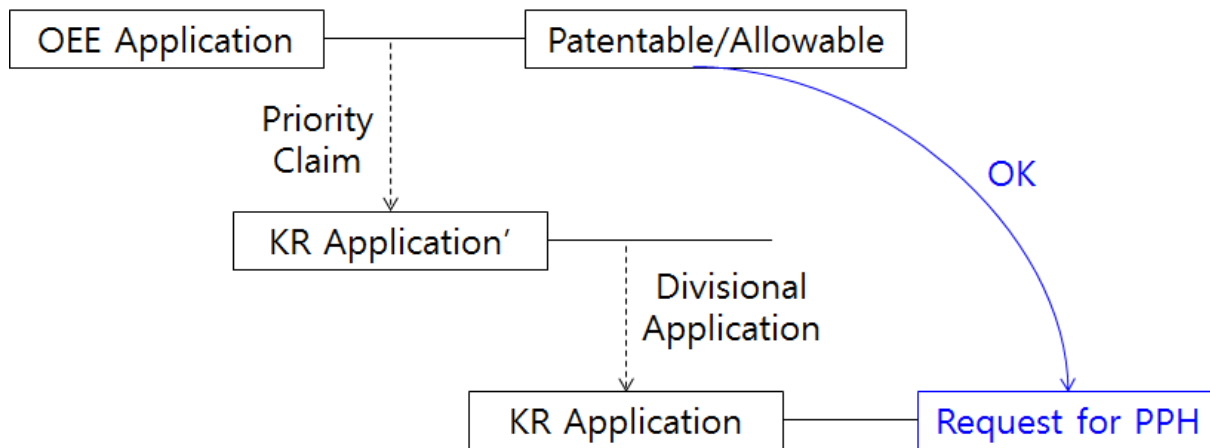 OEE Application
Patentable/Allowable
Priority
Claim
OK
KR Application’
Divisional
Application
KR Application
Request for PPH